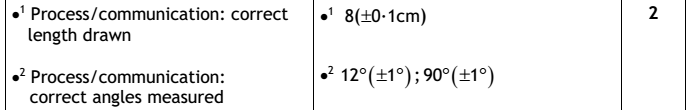 •¹ Process/communication: correct length drawn
•¹ 8(±0·1cm)
2
•² Process/communication: correct angles measured
•² 12°(±1°); 90°(±1°)